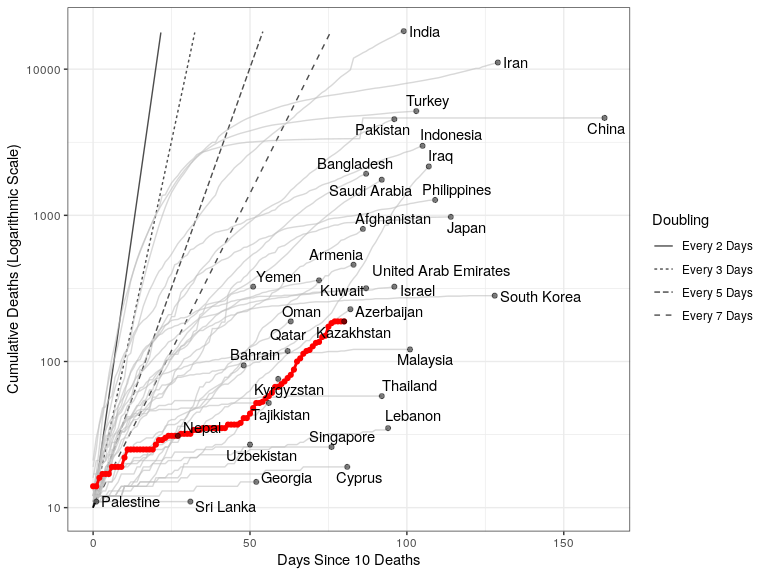 India
Iran
Turkey
Pakistan
China
Indonesia
Iraq
Bangladesh
Saudi Arabia
Philippines
Afghanistan
Japan
Armenia
Yemen
United Arab Emirates
Kuwait
Israel
South Korea
Oman
Azerbaijan
Qatar
Kazakhstan
Bahrain
Malaysia
Kyrgyzstan
Thailand
Tajikistan
Lebanon
Nepal
Singapore
Uzbekistan
Georgia
Cyprus
Palestine
Sri Lanka
10000
1000
100
10
0
50
100
150
Days Since 10 Deaths
Cumulative Deaths (Logarithmic Scale)
Doubling
Every 2 Days
Every 3 Days
Every 5 Days
Every 7 Days